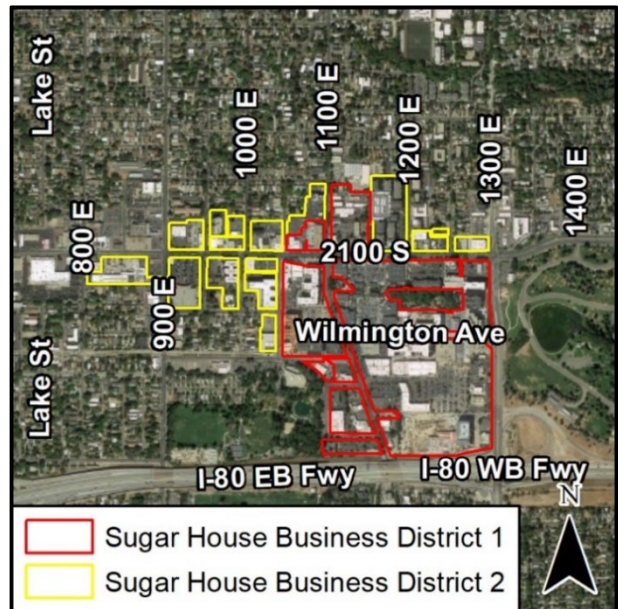 Lake St
1000 E
1100 E
1200 E
1300 E
1400 E
800 E
900 E
2100 S
Wilmington Ave
Lake St
I-80 EB Fwy
I-80 WB Fwy
N
Sugar House Business District 1
Sugar House Business District 2